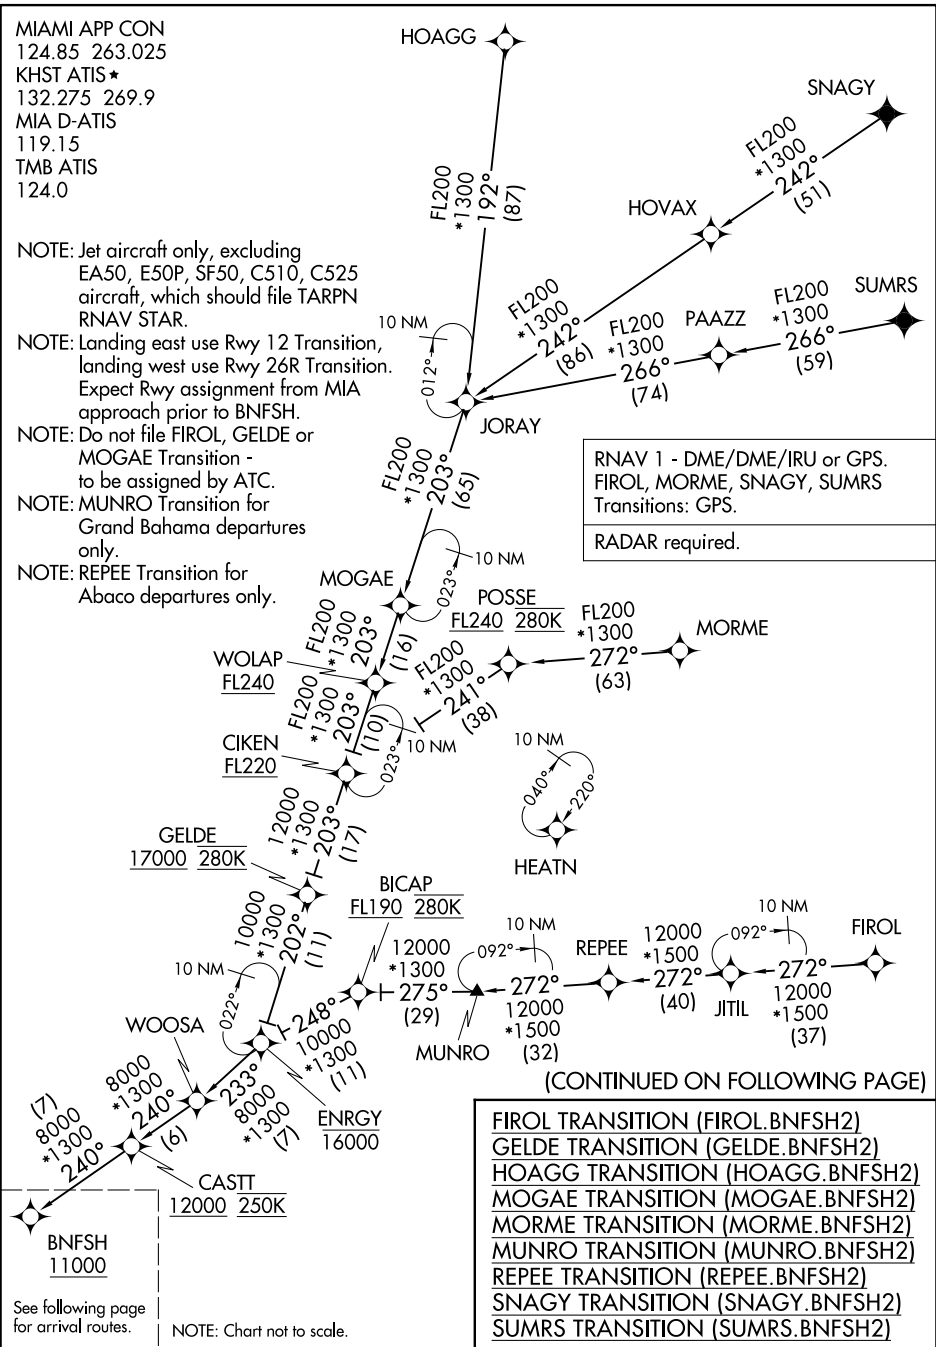 MIAMI APP CON
124.85 263.025
KHST ATIS★
132.275 269.9
MIA D-ATIS
119.15
TMB ATIS
124.0
HOAGG
SNAGY
FL200
*1300
192°
(87)
FL200
*1300
242°
(51)
HOVAX
NOTE: Jet aircraft only, excluding
EA50, E50P, SF50, C510, C525
aircraft, which should file TARPN
RNAV STAR.
NOTE: Landing east use Rwy 12 Transition,
landing west use Rwy 26R Transition.
Expect Rwy assignment from MIA
approach prior to BNFSH.
NOTE: Do not file FIROL, GELDE or
MOGAE Transition -
to be assigned by ATC.
NOTE: MUNRO Transition for
Grand Bahama departures
only.
NOTE: REPEE Transition for
Abaco departures only.
FL200
*1300
242°
(86)
SUMRS
FL200
*1300
266°
(59)
PAAZZ
FL200
*1300
266°
(74)
10 NM
012°
JORAY
FL200
*1300
203°
(65)
RNAV 1 - DME/DME/IRU or GPS.
FIROL, MORME, SNAGY, SUMRS
Transitions: GPS.
RADAR required.
10 NM
023°
MOGAE
POSSE
FL240 280K
FL200
*1300
272°
(63)
MORME
FL200
*1300
203°
(16)
WOLAP
FL240
FL200
*1300
241°
(38)
FL200
*1300
203°
(10)
10 NM
023°
CIKEN
FL220
10 NM
040°
220°
HEATN
12000
*1300
203°
(17)
GELDE
17000 280K
BICAP
FL190 280K
10000
*1300
202°
(11)
10 NM
022°
12000
*1300
275°
(29)
092°
10 NM
MUNRO
272°
12000
*1500
(32)
REPEE
12000
*1500
272°
(40)
092°
10 NM
JITIL
272°
12000
*1500
(37)
FIROL
248°
10000
*1300
(11)
WOOSA
ENRGY
16000
233°
8000
*1300
(7)
8000
*1300
240°
(6)
(7)
8000
*1300
240°
CASTT
12000 250K
BNFSH
11000
See following page
for arrival routes.
NOTE: Chart not to scale.
(CONTINUED ON FOLLOWING PAGE)
FIROL TRANSITION (FIROL.BNFSH2)
GELDE TRANSITION (GELDE.BNFSH2)
HOAGG TRANSITION (HOAGG.BNFSH2)
MOGAE TRANSITION (MOGAE.BNFSH2)
MORME TRANSITION (MORME.BNFSH2)
MUNRO TRANSITION (MUNRO.BNFSH2)
REPEE TRANSITION (REPEE.BNFSH2)
SNAGY TRANSITION (SNAGY.BNFSH2)
SUMRS TRANSITION (SUMRS.BNFSH2)